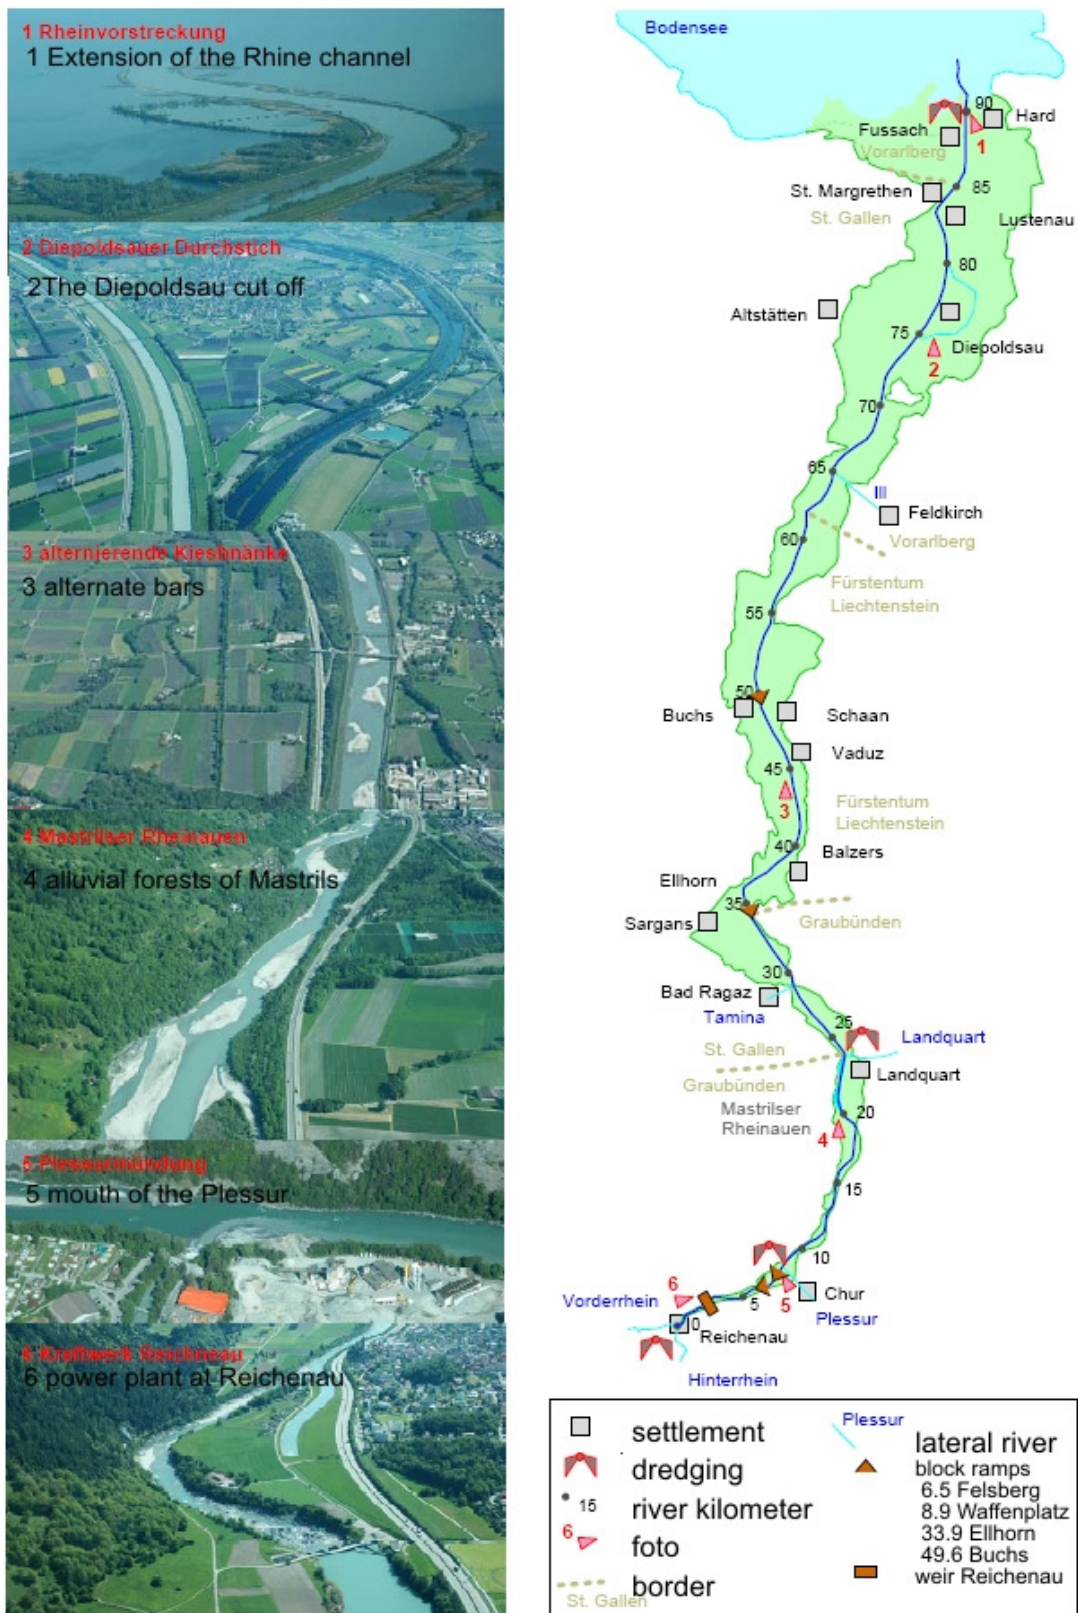 1 Rheinvorstreckung
1 Extension of the Rhine channel
2 Diepoldsauer Durchstich
2The Diepoldsau cut off
3 alternierende Kiesbnänke
3 alternate bars
4 Mastrilser Rheinauen
4 alluvial forests of Mastrils
5 Plessurmündung
5 mouth of the Plessur
6 Kraftwerk Reichneau
6 power plant at Reichenau
Bodensee
90
Hard
Fussach
1
Vorarlberg
85
St. Margrethen
St. Gallen
Lustenau
80
Altstätten
75
Diepoldsau
2
70
65
Ill
Feldkirch
60
Vorarlberg
Fürstentum
Liechtenstein
55
50
Buchs
Schaan
Vaduz
45
3
Fürstentum
Liechtenstein
40
Balzers
Ellhorn
35
Sargans
Graubünden
30
Bad Ragaz
Tamina
25
Landquart
St. Gallen
Graubünden
Landquart
Mastrilser
Rheinauen
20
4
15
10
6
Vorderrhein
5
5
Chur
Plessur
0
Reichenau
Hinterrhein
settlement
dredging
15
river kilometer
6
foto
border
St. Gallen
Plessur
lateral river
block ramps
6.5 Felsberg
8.9 Waffenplatz
33.9 Ellhorn
49.6 Buchs
weir Reichenau